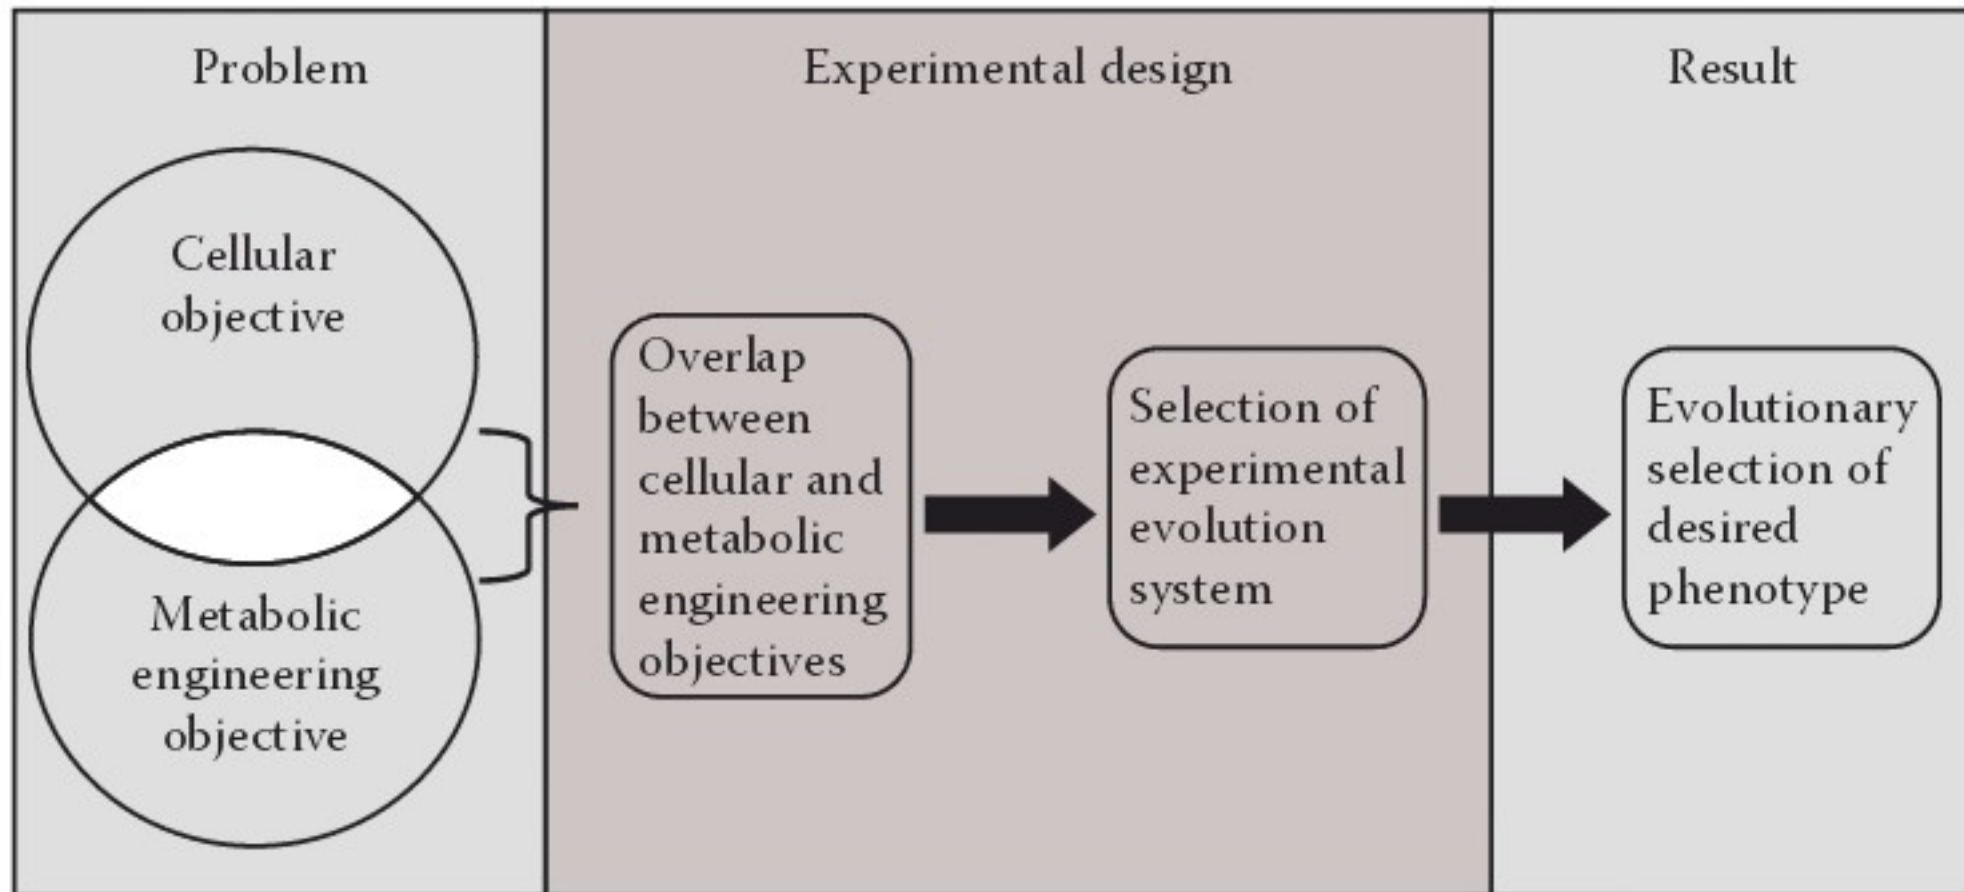 Problem
Experimental design
Result
Cellular
objective
Metabolic
engineering
objective
Overlap
between
cellular and
metabolic
engineering
objectives
Selection of
experimental
evolution
system
Evolutionary
selection of
desired
phenotype